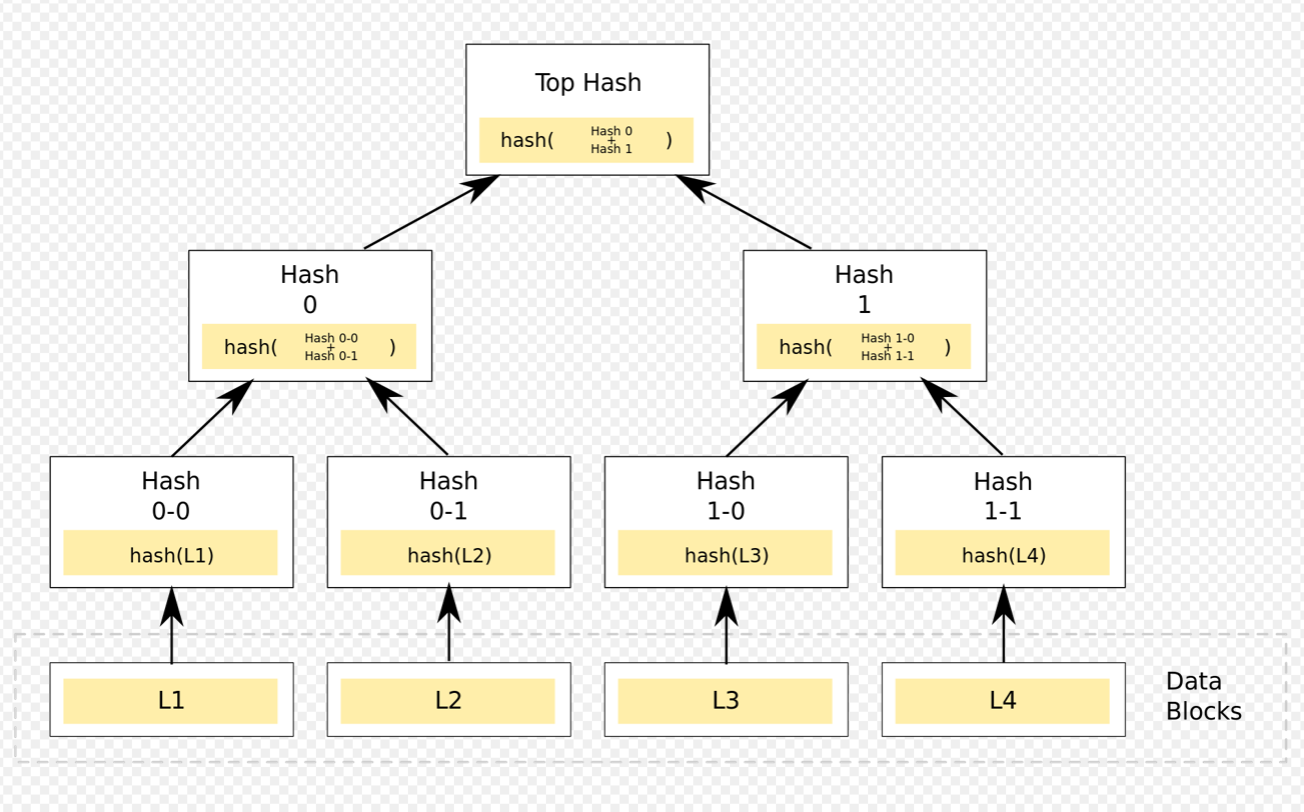 Top Hash
hash( Hash 0 + Hash 1 )
Hash
0
hash( Hash 0-0 + Hash 0-1 )
Hash
1
hash( Hash 1-0 + Hash 1-1 )
Hash
0-0
hash(L1)
Hash
0-1
hash(L2)
Hash
1-0
hash(L3)
Hash
1-1
hash(L4)
L1
L2
L3
L4
Data
Blocks